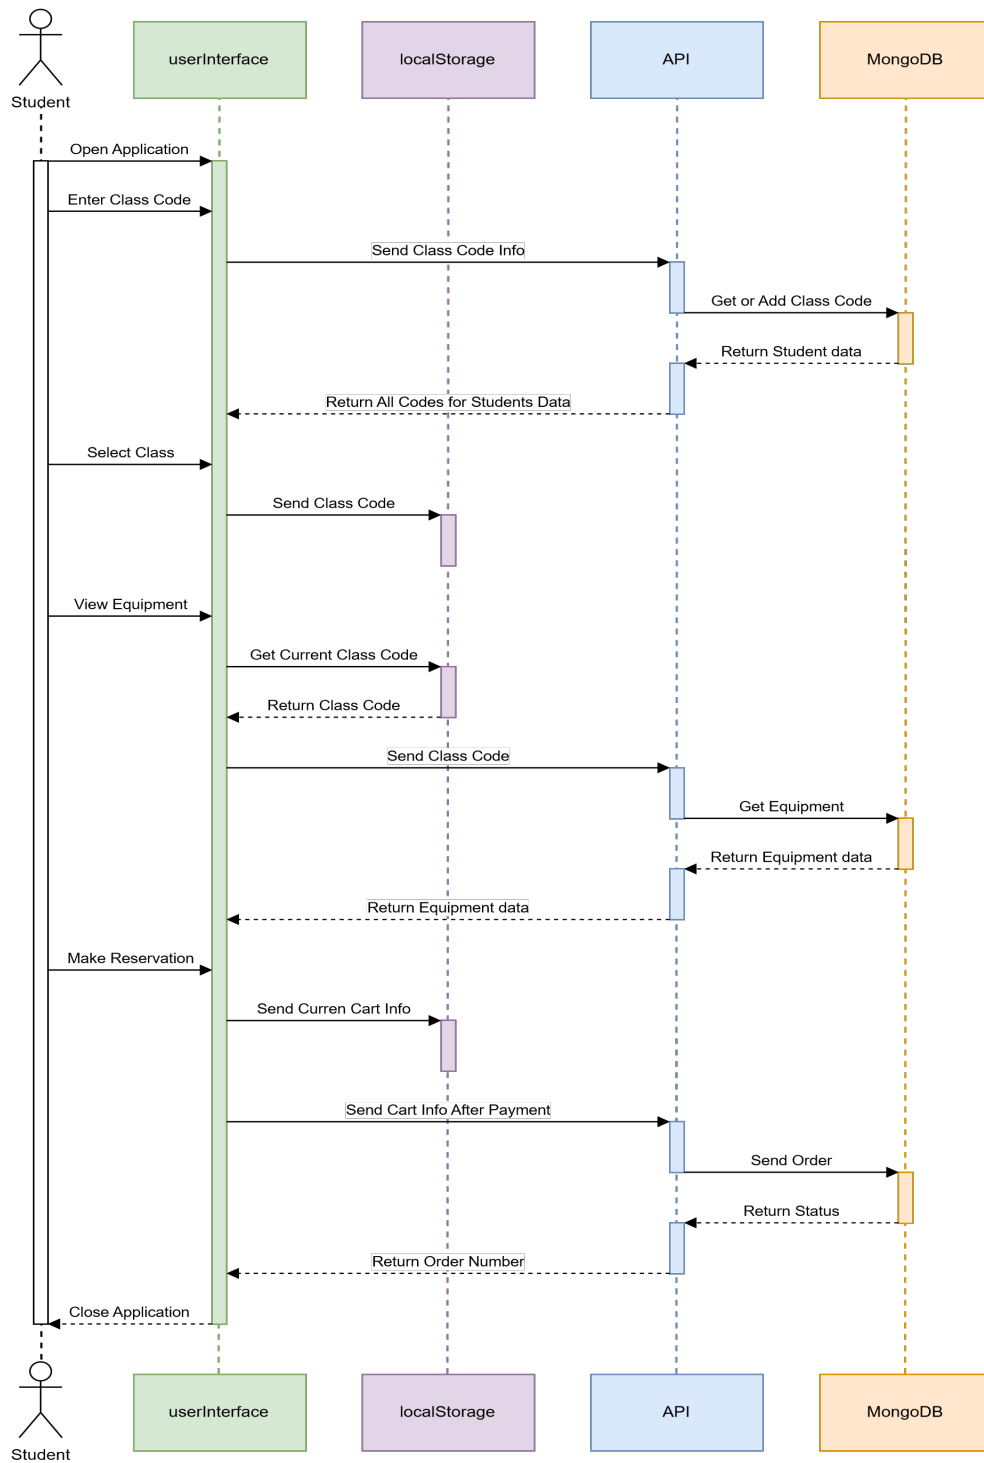 userInterface
localStorage
API
MongoDB
Student
Open Application
Enter Class Code
Send Class Code Info
Get or Add Class Code
Return Student data
Return All Codes for Students Data
Select Class
Send Class Code
View Equipment
Get Current Class Code
Return Class Code
Send Class Code
Get Equipment
Return Equipment data
Return Equipment data
Make Reservation
Send Curren Cart Info
Send Cart Info After Payment
Send Order
Return Status
Return Order Number
Close Application
userInterface
localStorage
API
MongoDB
Student